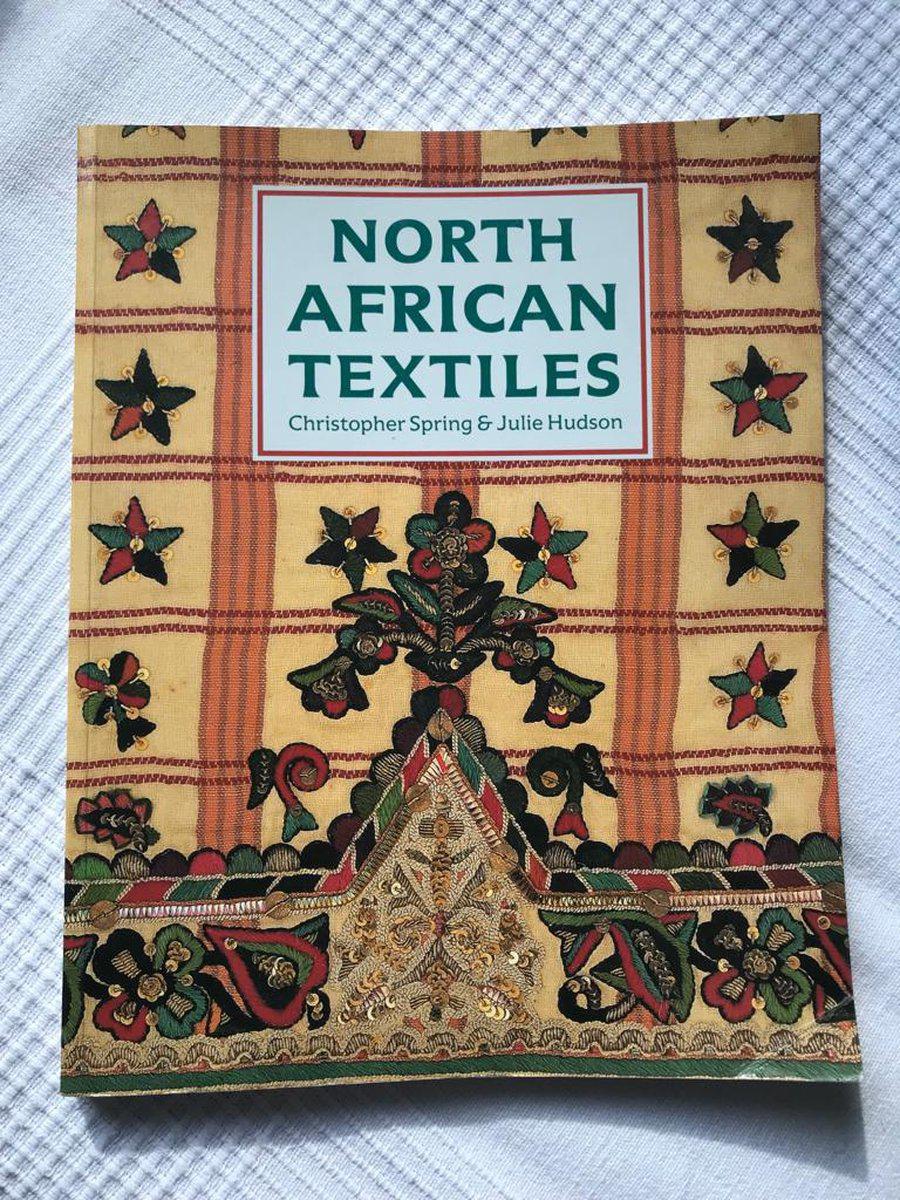 NORTH
AFRICAN
TEXTILES
Christopher Spring & Julie Hudson